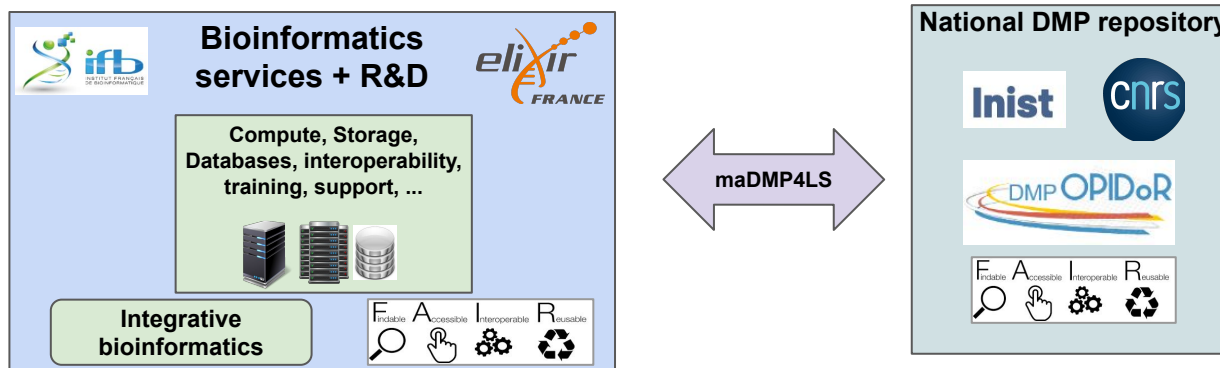 ifb
INSTITUT FRANÇAIS
DE BIOINFORMATIQUE
Bioinformatics
services + R&D
elixir
FRANCE
Compute, Storage,
Databases, interoperability,
training, support, ...
Integrative
bioinformatics
Findable Accessible Interoperable Reusable
maDMP4LS
National DMP repository
Inist
cnrs
DMP OPIDoR
Findable Accessible Interoperable Reusable